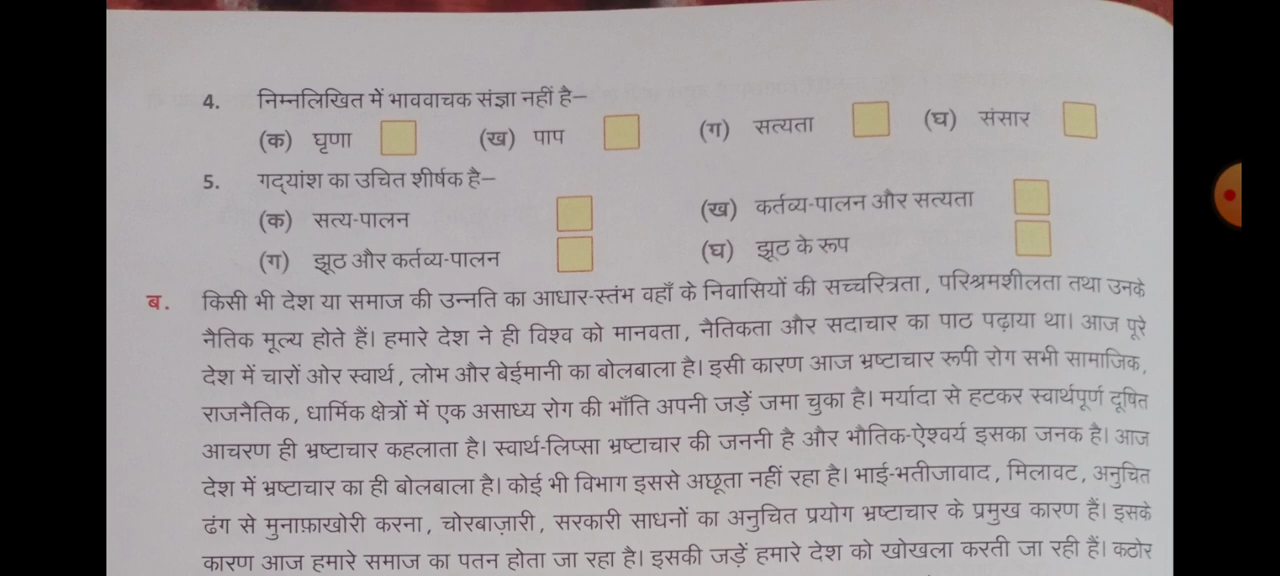 4. निम्नलिखित में भाववाचक संज्ञा नहीं है–
(क) घृणा (ख) पाप (ग) सत्यता (घ) संसार
5. गद्‌यांश का उचित शीर्षक है–
(क) सत्य-पालन (ख) कर्तव्य-पालन और सत्यता
(ग) झूठ और कर्तव्य-पालन (घ) झूठ के रूप
ब. किसी भी देश या समाज की उन्नति का आधार-स्तंभ वहाँ के निवासियों की सच्चरित्रता, परिश्रमशीलता तथा उनके
नैतिक मूल्य होते हैं। हमारे देश ने ही विश्व को मानवता, नैतिकता और सदाचार का पाठ पढ़ाया था। आज पूरे
देश में चारों ओर स्वार्थ, लोभ और बेईमानी का बोलबाला है। इसी कारण आज भ्रष्टाचार रूपी रोग सभी सामाजिक,
राजनैतिक, धार्मिक क्षेत्रों में एक असाध्य रोग की भाँति अपनी जड़ें जमा चुका है। मर्यादा से हटकर स्वार्थपूर्ण दूषित
आचरण ही भ्रष्टाचार कहलाता है। स्वार्थ-लिप्सा भ्रष्टाचार की जननी है और भौतिक-ऐश्वर्य इसका जनक है। आज
देश में भ्रष्टाचार का ही बोलबाला है। कोई भी विभाग इससे अछूता नहीं रहा है। भाई-भतीजावाद, मिलावट, अनुचित
ढंग से मुनाफ़ाखोरी करना, चोरबाज़ारी, सरकारी साधनों का अनुचित प्रयोग भ्रष्टाचार के प्रमुख कारण हैं। इसके
कारण आज हमारे समाज का पतन होता जा रहा है। इसकी जड़ें हमारे देश को खोखला करती जा रही हैं। कठोर